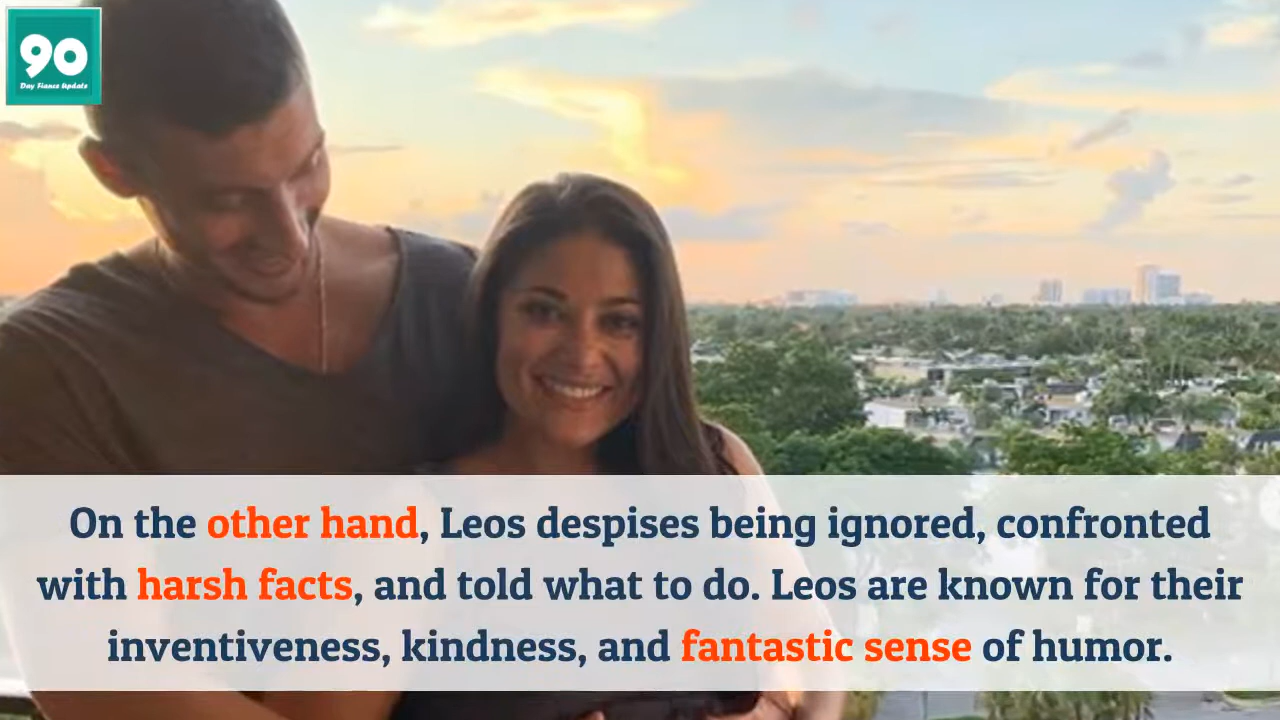 90
Day Fiance Update
On the other hand, Leos despises being ignored, confronted
with harsh facts, and told what to do. Leos are known for their
inventiveness, kindness, and fantastic sense of humor.